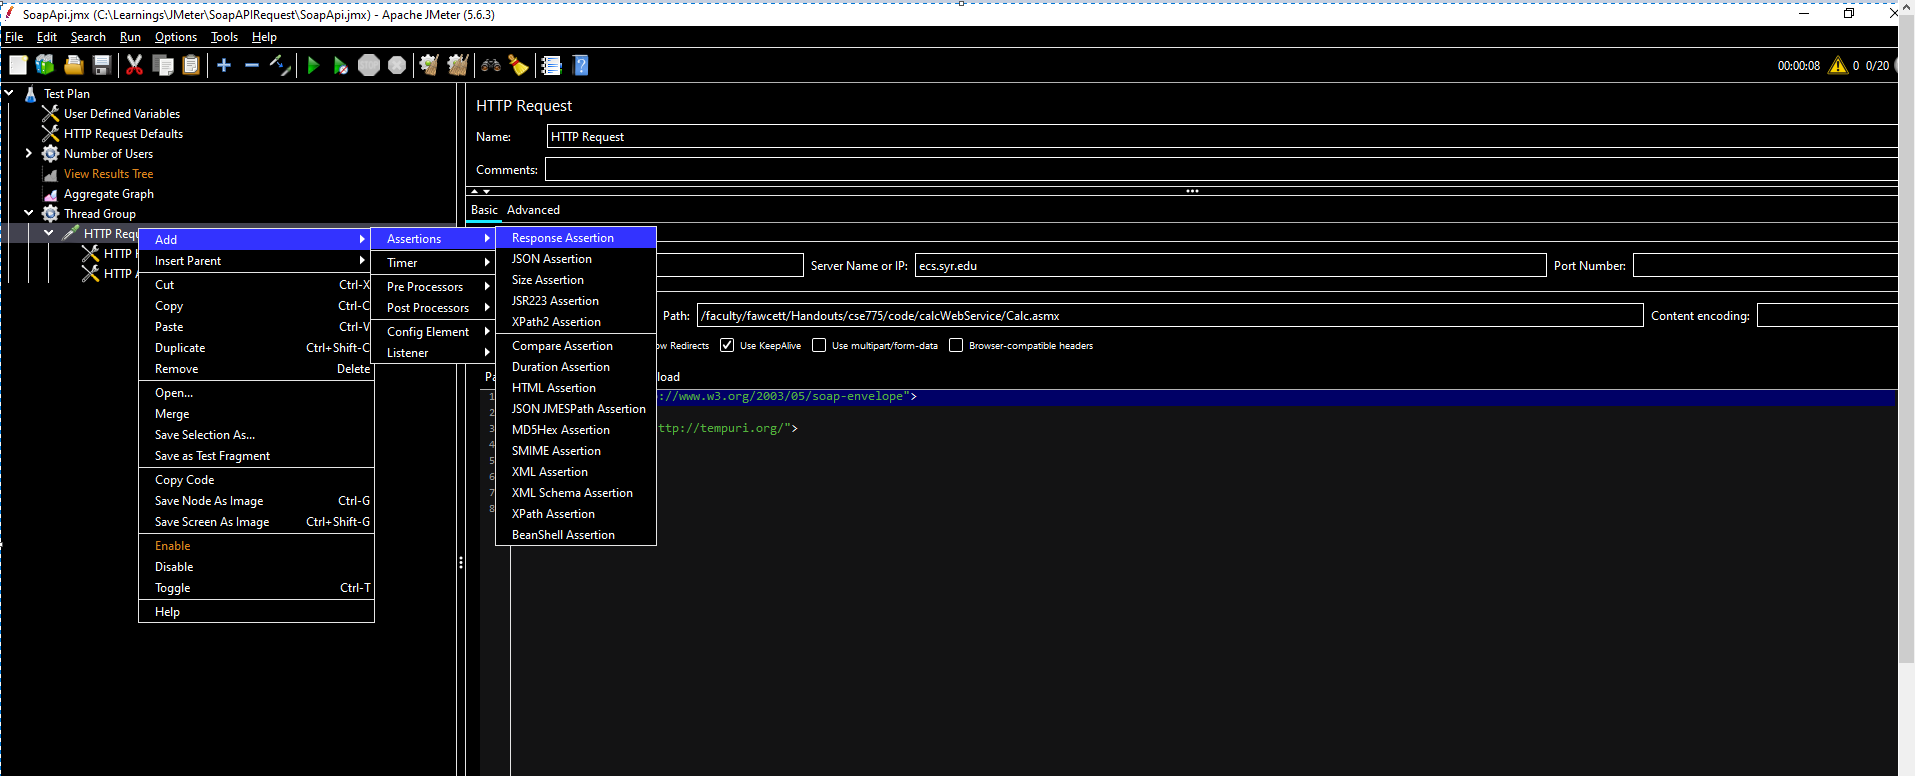 SoapApi.jmx (C:\Learnings\JMeter\SoapAPIRequest\SoapApi.jmx) - Apache JMeter (5.6.3)
File Edit Search Run Options Tools Help
00:00:08 0 0/20
Test Plan
User Defined Variables
HTTP Request Defaults
Number of Users
View Results Tree
Aggregate Graph
Thread Group
HTTP Requ
HTTP
HTTP
Add
Insert Parent
Cut Ctrl-X
Copy Ctrl-C
Paste Ctrl-V
Duplicate Ctrl+Shift-C
Remove Delete
Open...
Merge
Save Selection As...
Save as Test Fragment
Copy Code
Save Node As Image Ctrl-G
Save Screen As Image Ctrl+Shift-G
Enable
Disable
Toggle Ctrl-T
Help
Assertions
Timer
Pre Processors
Post Processors
Config Element
Listener
Response Assertion
JSON Assertion
Size Assertion
JSR223 Assertion
XPath2 Assertion
Compare Assertion
Duration Assertion
HTML Assertion
JSON JMESPath Assertion
MD5Hex Assertion
SMIME Assertion
XML Assertion
XML Schema Assertion
XPath Assertion
BeanShell Assertion
HTTP Request
Name: HTTP Request
Comments:
Basic Advanced
Server Name or IP: ecs.syr.edu Port Number:
Path: /faculty/fawcett/Handouts/cse775/code/calcWebService/Calc.asmx Content encoding:
ow Redirects Use KeepAlive Use multipart/form-data Browser-compatible headers
Pa load
1 ://www.w3.org/2003/05/soap-envelope">
2
3 ttp://tempuri.org/">
4
5
6
7
8